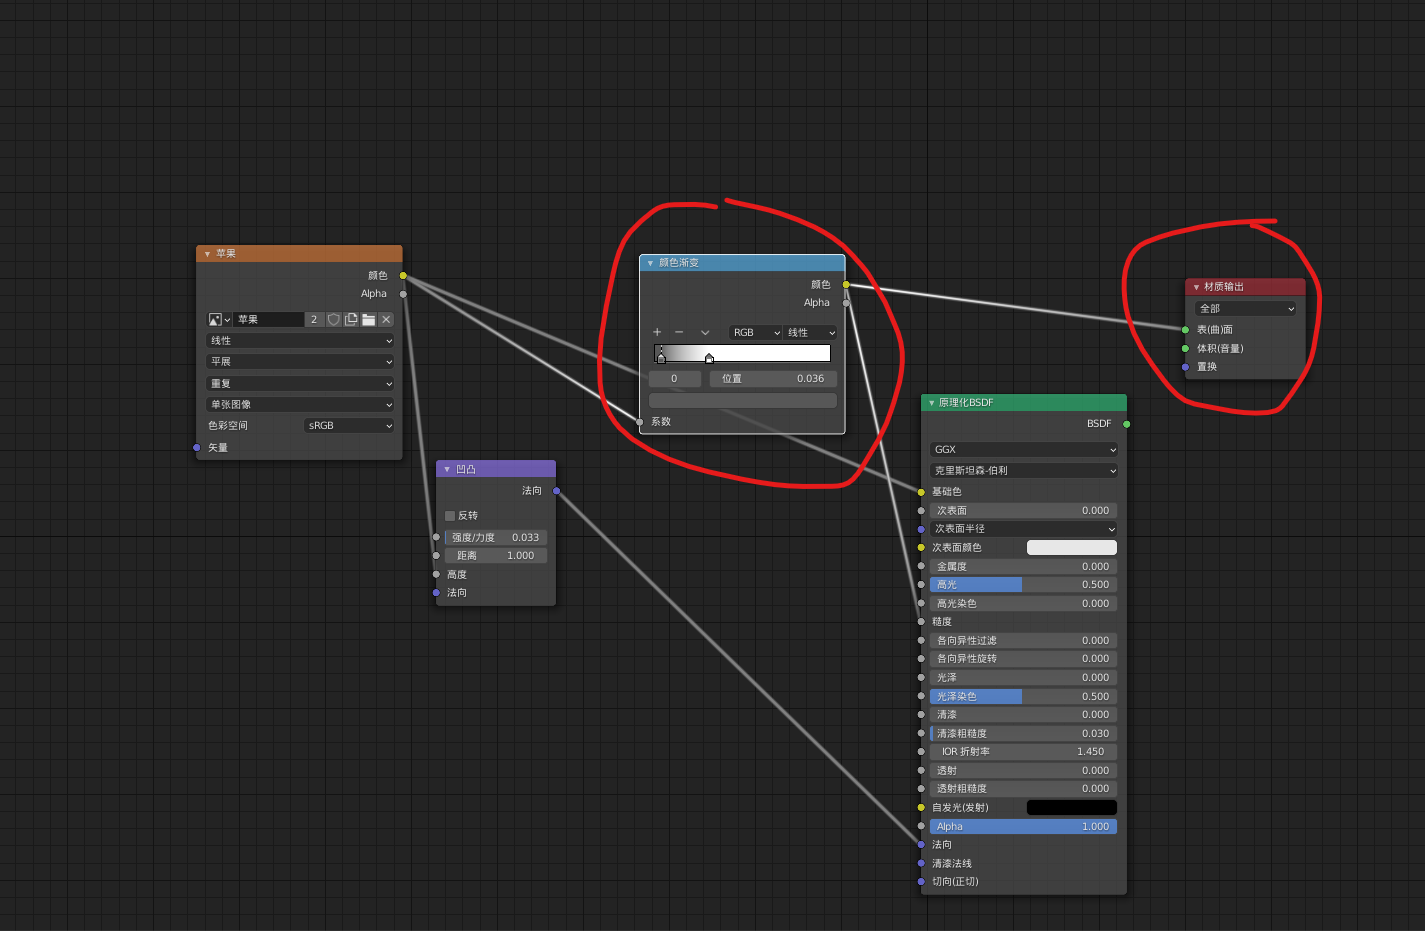 苹果
颜色
Alpha
苹果 2
线性
平展
重复
单张图像
色彩空间 sRGB
矢量
凹凸
法向
反转
强度/力度 0.033
距离 1.000
高度
法向
颜色渐变
颜色
Alpha
RGB 线性
0 位置 0.036
系数
原理化BSDF
BSDF
GGX
克里斯坦森-伯利
基础色
次表面 0.000
次表面半径
次表面颜色
金属度 0.000
高光 0.500
高光染色 0.000
糙度
各向异性过滤 0.000
各向异性旋转 0.000
光泽 0.000
光泽染色 0.500
清漆 0.000
清漆粗糙度 0.030
IOR 折射率 1.450
透射 0.000
透射粗糙度 0.000
自发光(发射)
Alpha 1.000
法向
清漆法线
切向(正切)
材质输出
全部
表(曲)面
体积(音量)
置换